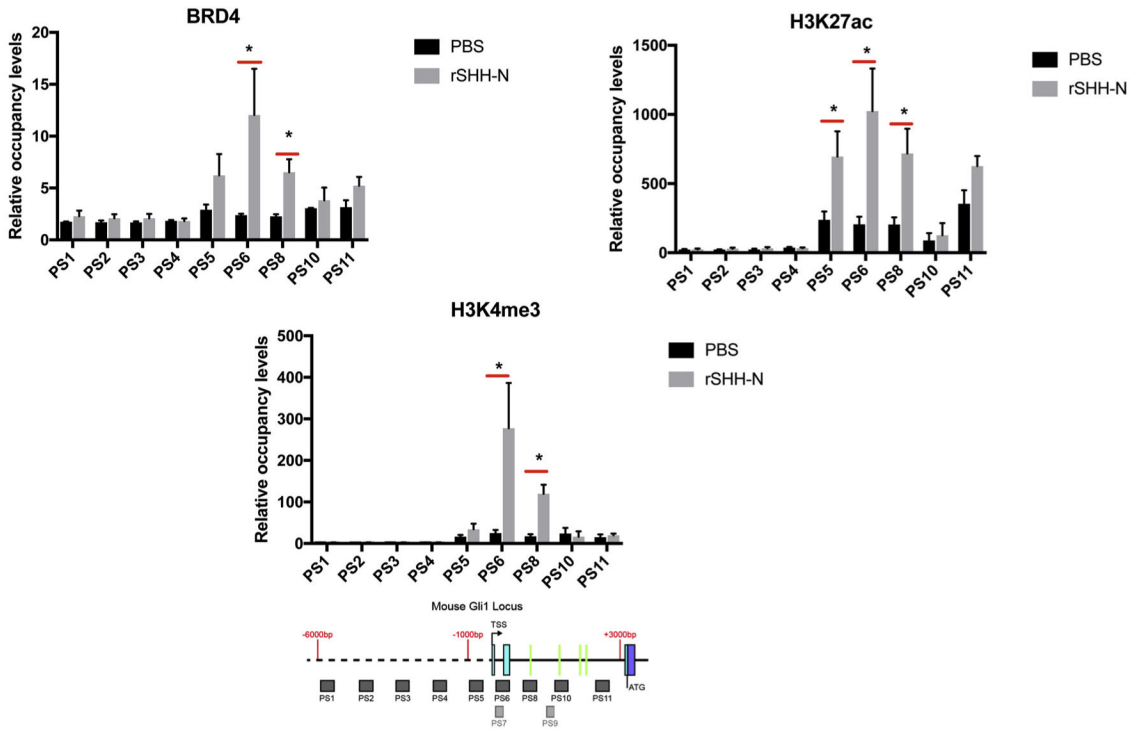 BRD4
Relative occupancy levels
20
15
10
5
0
*
*
PBS
rSHH-N
PS1 PS2 PS3 PS4 PS5 PS6 PS8 PS10 PS11
H3K27ac
Relative occupancy levels
1500
1000
500
0
*
*
*
PBS
rSHH-N
PS1 PS2 PS3 PS4 PS5 PS6 PS8 PS10 PS11
H3K4me3
Relative occupancy levels
500
400
300
200
100
0
*
*
PBS
rSHH-N
PS1 PS2 PS3 PS4 PS5 PS6 PS8 PS10 PS11
Mouse Gli1 Locus
TSS
-6000bp -1000bp +3000bp
ATG
PS1 PS2 PS3 PS4 PS5 PS6 PS8 PS10 PS11
PS7 PS9